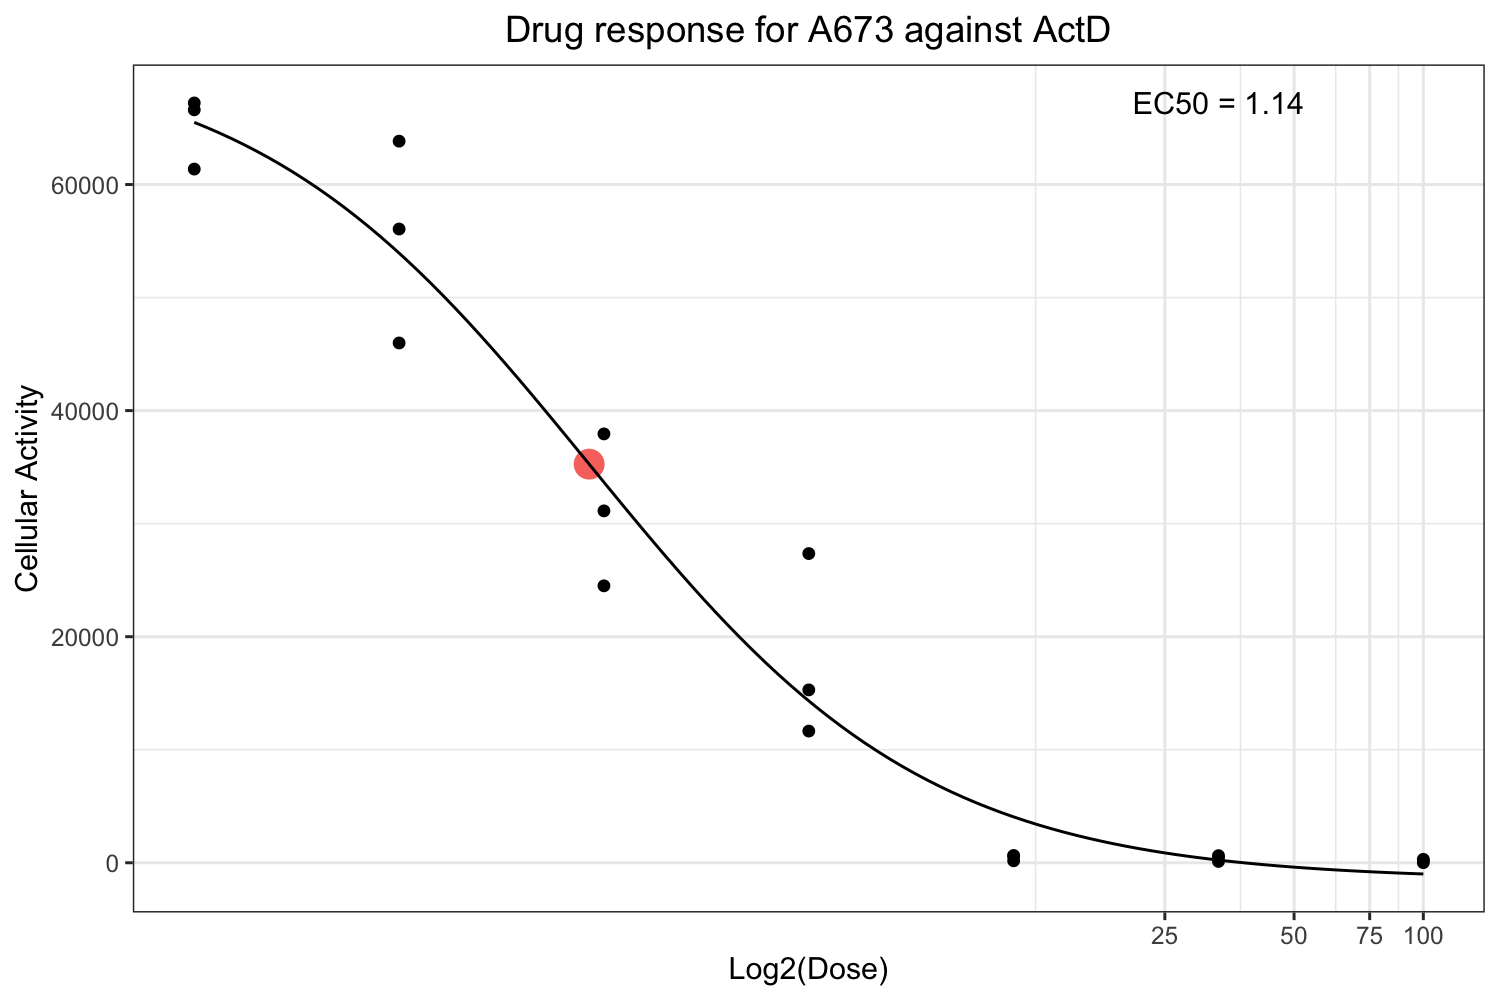 Drug response for A673 against ActD
EC50 = 1.14
60000
40000
20000
0
Cellular Activity
25 50 75 100
Log2(Dose)